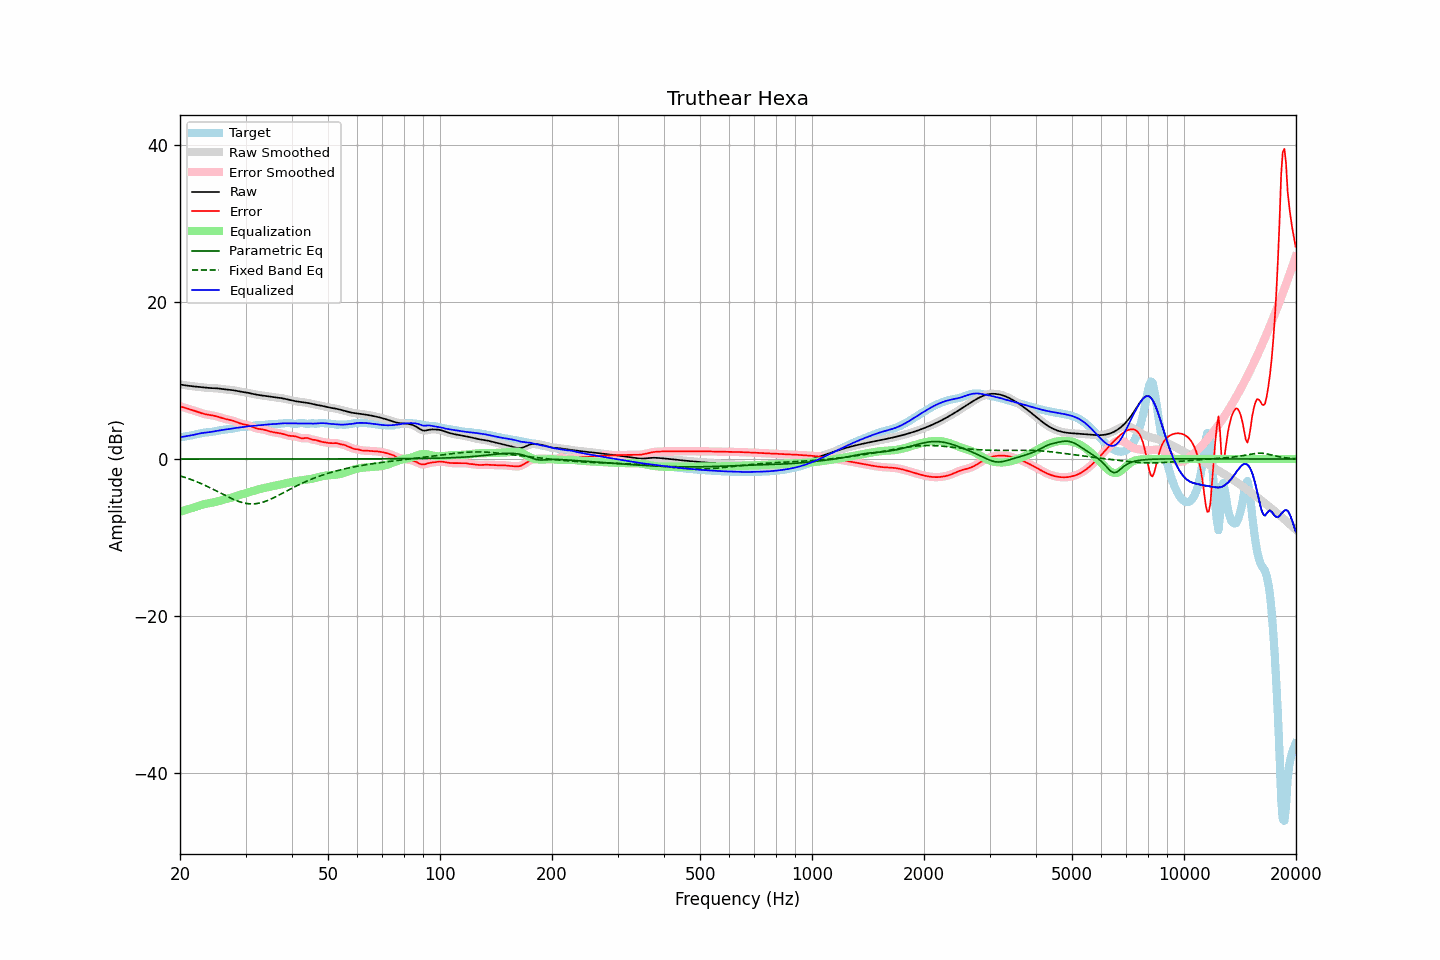 Truthear Hexa
Target
Raw Smoothed
Error Smoothed
Raw
Error
Equalization
Parametric Eq
Fixed Band Eq
Equalized
40
20
0
−20
−40
Amplitude (dBr)
20 50 100 200 500 1000 2000 5000 10000 20000
Frequency (Hz)